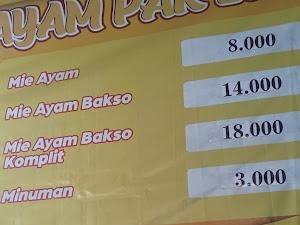 AYAM PAK
Mie Ayam 8.000
Mie Ayam Bakso 14.000
Mie Ayam Bakso
Komplit 18.000
Minuman 3.000